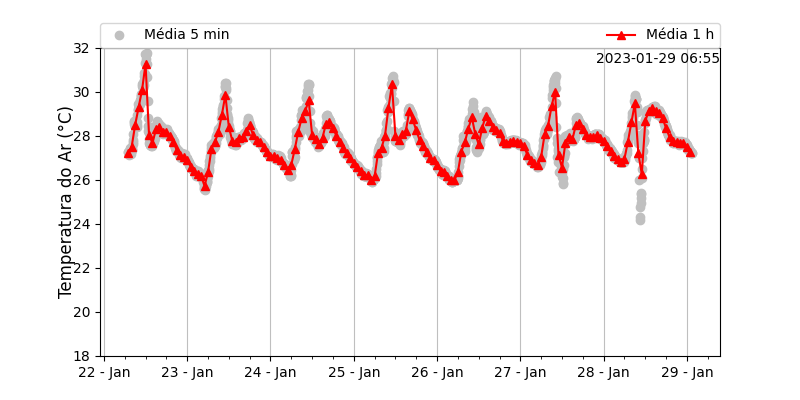 Média 5 min
Média 1 h
2023-01-29 06:55
Temperatura do Ar (°C)
32
30
28
26
24
22
20
18
22 - Jan
23 - Jan
24 - Jan
25 - Jan
26 - Jan
27 - Jan
28 - Jan
29 - Jan